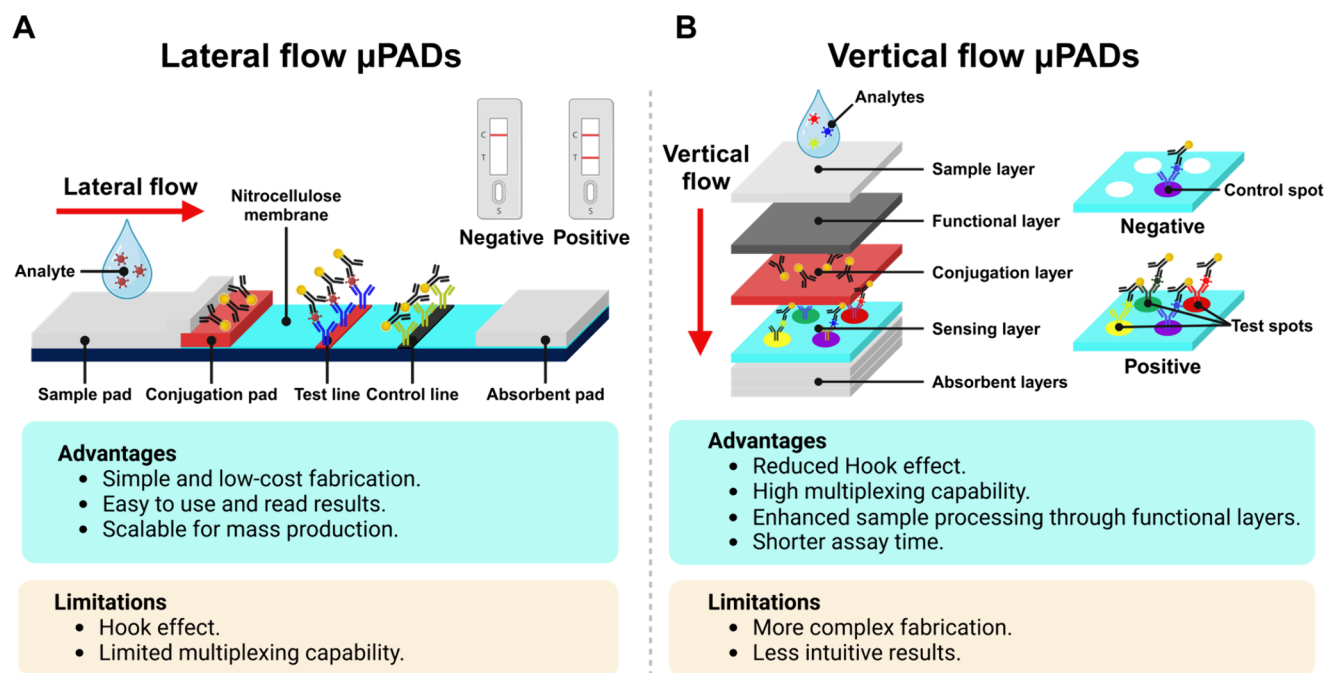 A
Lateral flow µPADs
C
T
S
Negative
C
T
S
Positive
Lateral flow
Nitrocellulose
membrane
Analyte
Sample pad
Conjugation pad
Test line
Control line
Absorbent pad
Advantages
• Simple and low-cost fabrication.
• Easy to use and read results.
• Scalable for mass production.
Limitations
• Hook effect.
• Limited multiplexing capability.
B
Vertical flow µPADs
Analytes
Vertical
flow
Sample layer
Functional layer
Conjugation layer
Sensing layer
Absorbent layers
Control spot
Negative
Test spots
Positive
Advantages
• Reduced Hook effect.
• High multiplexing capability.
• Enhanced sample processing through functional layers.
• Shorter assay time.
Limitations
• More complex fabrication.
• Less intuitive results.